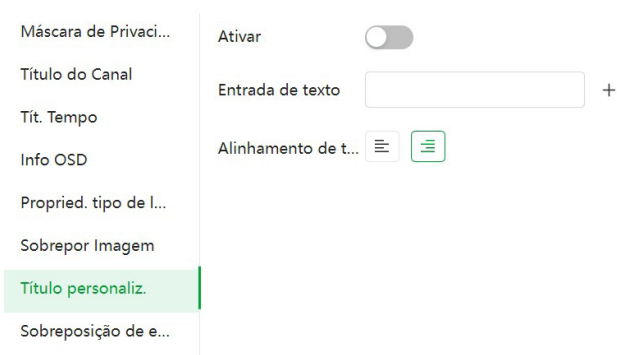 Máscara de Privaci...
Título do Canal
Tít. Tempo
Info OSD
Propried. tipo de l...
Sobrepor Imagem
Título personaliz.
Sobreposição de e...
Ativar
Entrada de texto
+
Alinhamento de t...